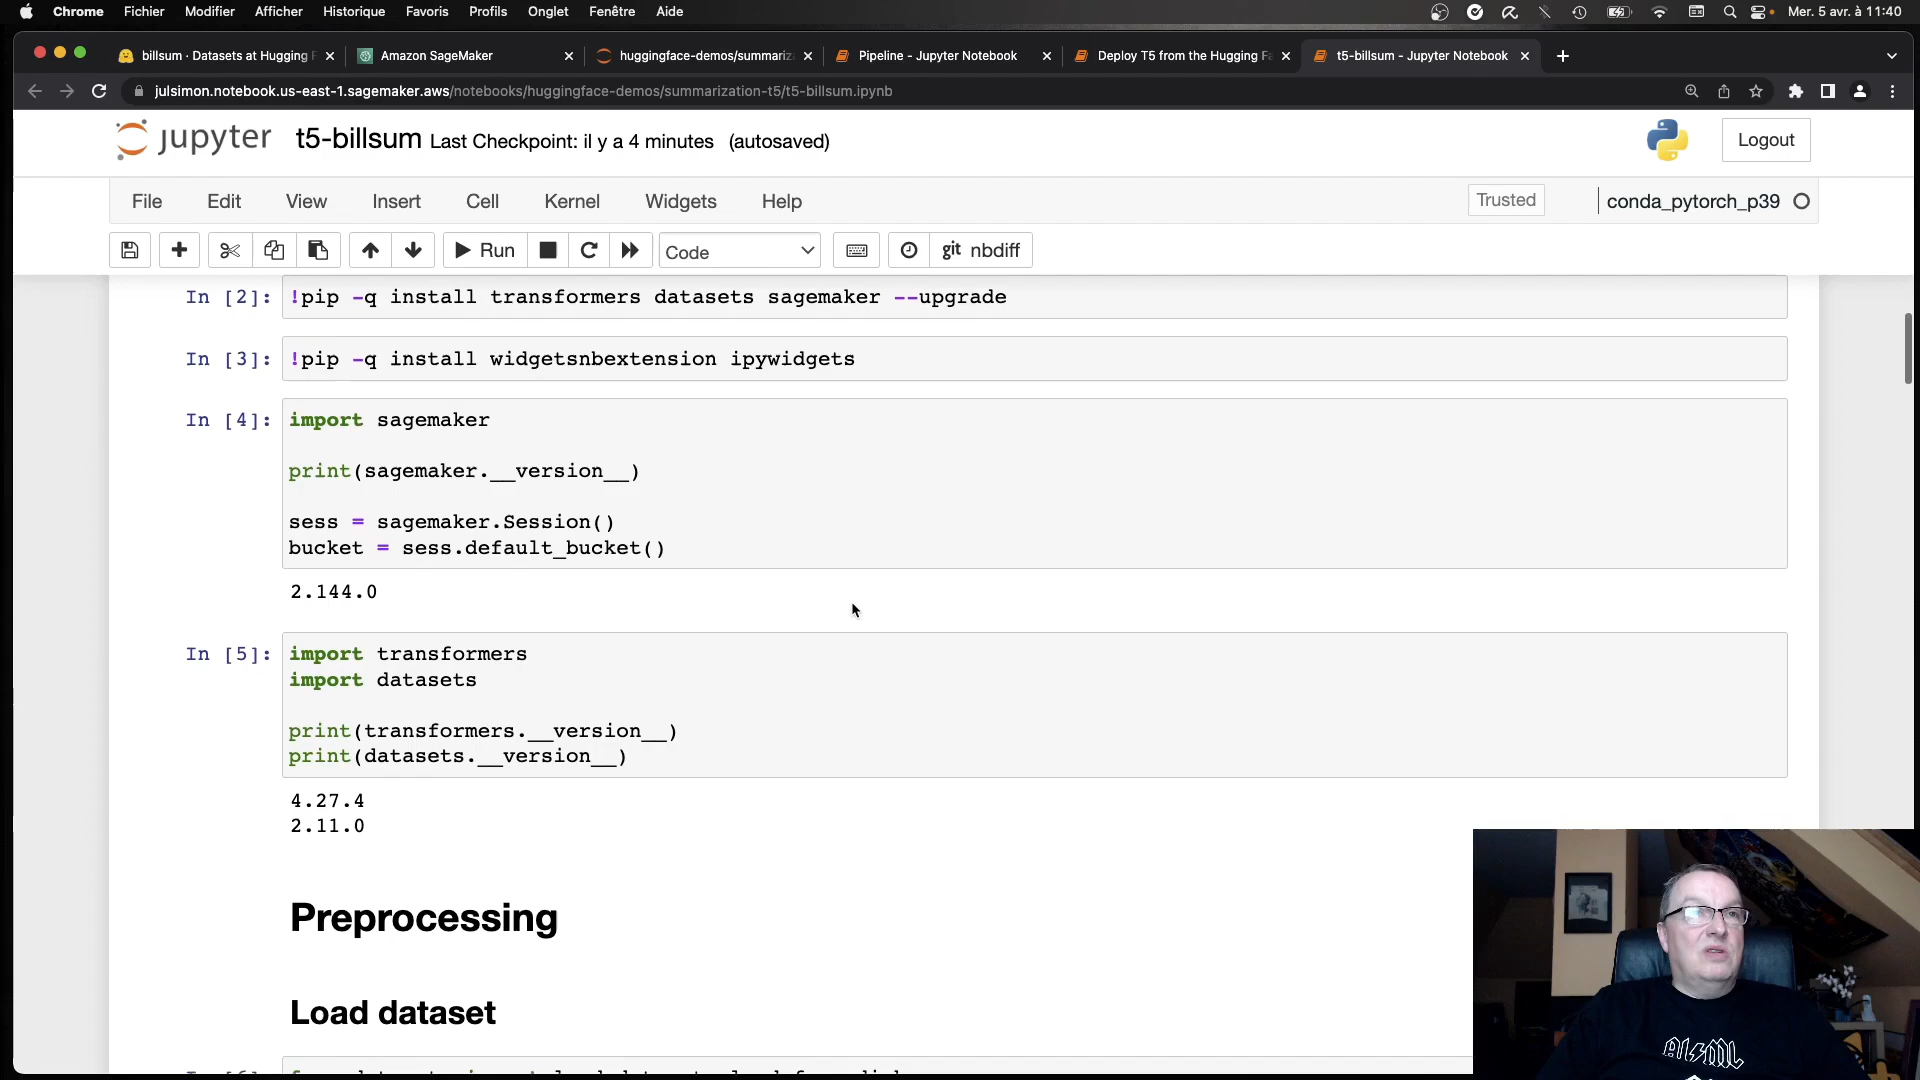 Chrome Fichier Modifier Afficher Historique Favoris Profils Onglet Fenêtre Aide Mer. 5 avr. à 11:40
billsum · Datasets at Hugging F Amazon SageMaker huggingface-demos/summariz Pipeline - Jupyter Notebook Deploy T5 from the Hugging Fa t5-billsum - Jupyter Notebook
julsimon.notebook.us-east-1.sagemaker.aws/notebooks/huggingface-demos/summarization-t5/t5-billsum.ipynb
jupyter t5-billsum Last Checkpoint: il y a 4 minutes (autosaved) Logout
File Edit View Insert Cell Kernel Widgets Help Trusted conda_pytorch_p39
Run Code git nbdiff
In [2]: !pip -q install transformers datasets sagemaker --upgrade
In [3]: !pip -q install widgetsnbextension ipywidgets
In [4]: import sagemaker
print(sagemaker.__version__)
sess = sagemaker.Session()
bucket = sess.default_bucket()
2.144.0
In [5]: import transformers
import datasets
print(transformers.__version__)
print(datasets.__version__)
4.27.4
2.11.0
Preprocessing
Load dataset
AI ML